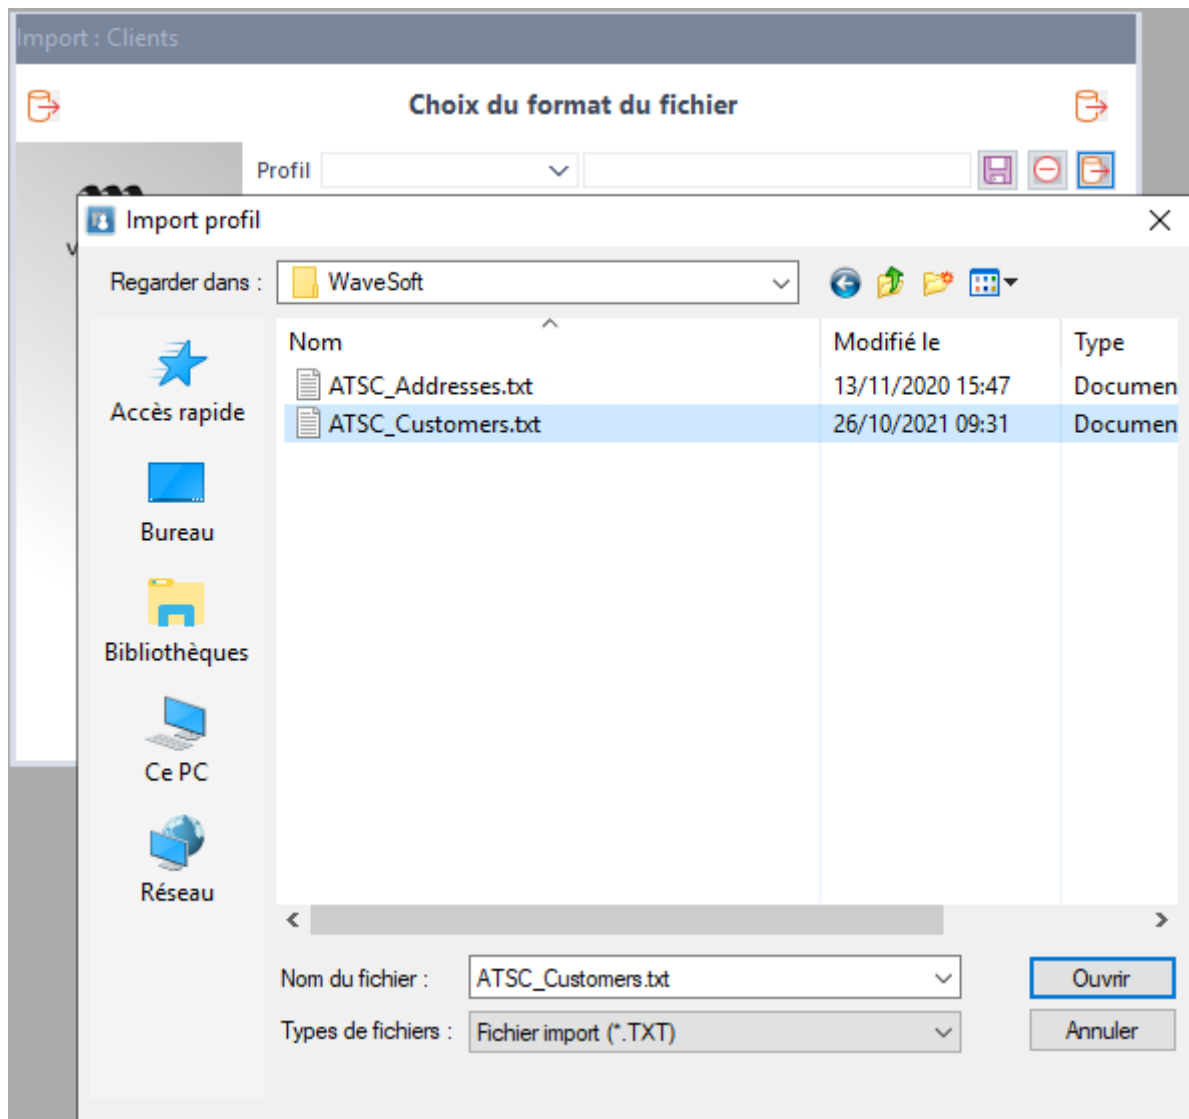 Import : Clients
Choix du format du fichier
Profil
Import profil
Regarder dans :
WaveSoft
Nom
Modifié le
Type
ATSC_Addresses.txt
13/11/2020 15:47
Documen
ATSC_Customers.txt
26/10/2021 09:31
Documen
Accès rapide
Bureau
Bibliothèques
Ce PC
Réseau
Nom du fichier :
ATSC_Customers.txt
Ouvrir
Types de fichiers :
Fichier import (*.TXT)
Annuler